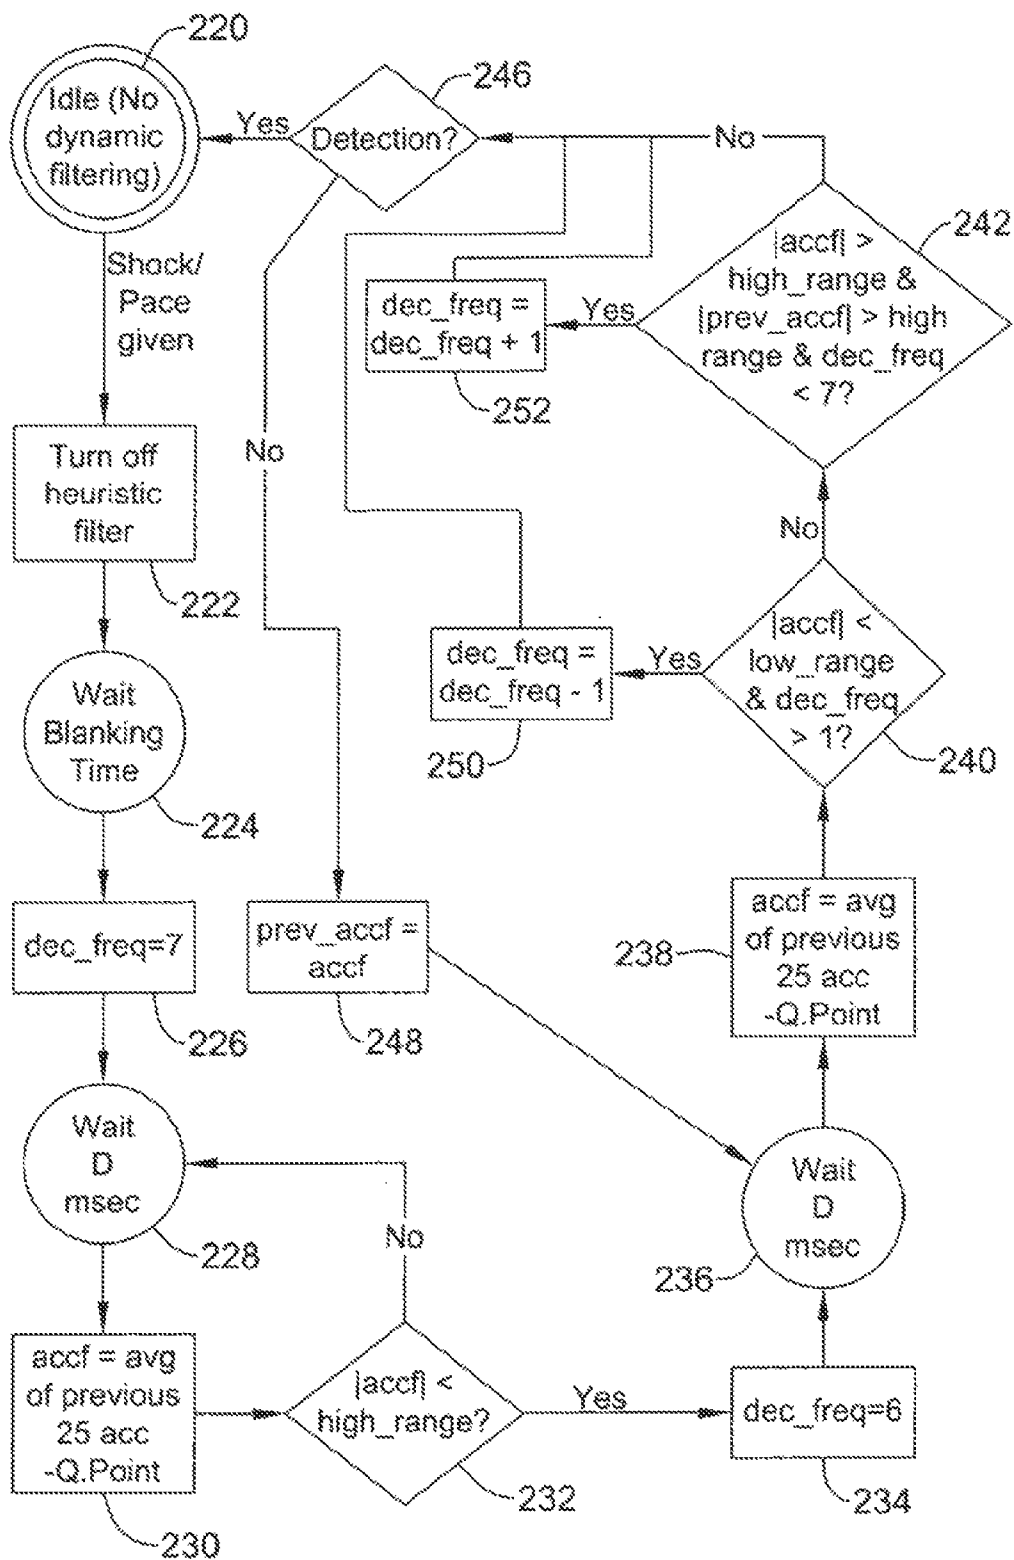 220
Idle (No
dynamic
filtering)
Yes
246
Detection?
No
242
|accf| >
high_range &
|prev_accf| > high
range & dec_freq
< 7?
Shock/
Pace
given
dec_freq =
dec_freq + 1
Yes
252
No
Turn off
heuristic
filter
222
No
|accf| <
low_range
& dec_freq
> 1?
240
Yes
dec_freq =
dec_freq - 1
250
Wait
Blanking
Time
224
dec_freq=7
226
prev_accf =
accf
248
accf = avg
of previous
25 acc
-Q.Point
238
Wait
D
msec
228
No
Wait
D
msec
236
accf = avg
of previous
25 acc
-Q.Point
230
|accf| <
high_range?
232
Yes
dec_freq=6
234